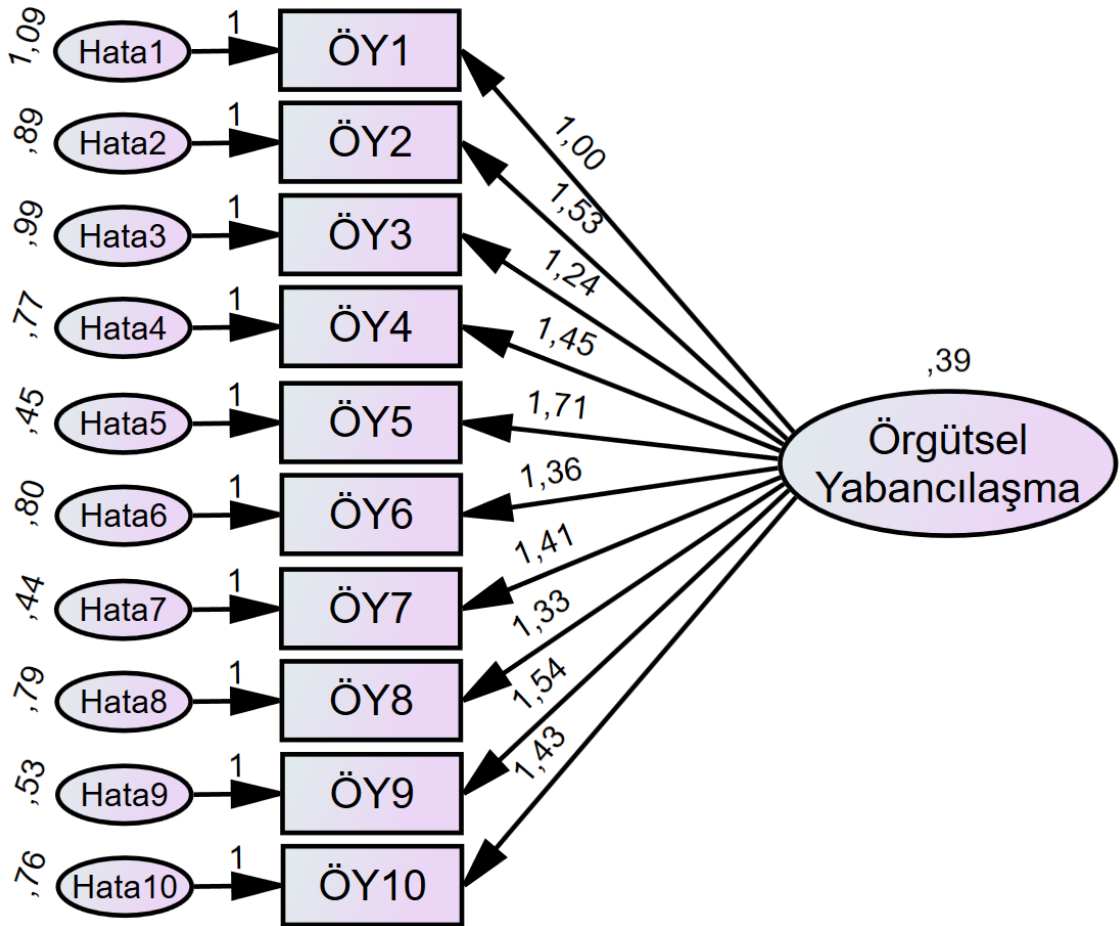 1,09 Hata1 1 ÖY1 1,00
,89 Hata2 1 ÖY2 1,53
,99 Hata3 1 ÖY3 1,24
,77 Hata4 1 ÖY4 1,45
,45 Hata5 1 ÖY5 1,71
,80 Hata6 1 ÖY6 1,36
,44 Hata7 1 ÖY7 1,41
,79 Hata8 1 ÖY8 1,33
,53 Hata9 1 ÖY9 1,54
,76 Hata10 1 ÖY10 1,43
,39
Örgütsel
Yabancılaşma